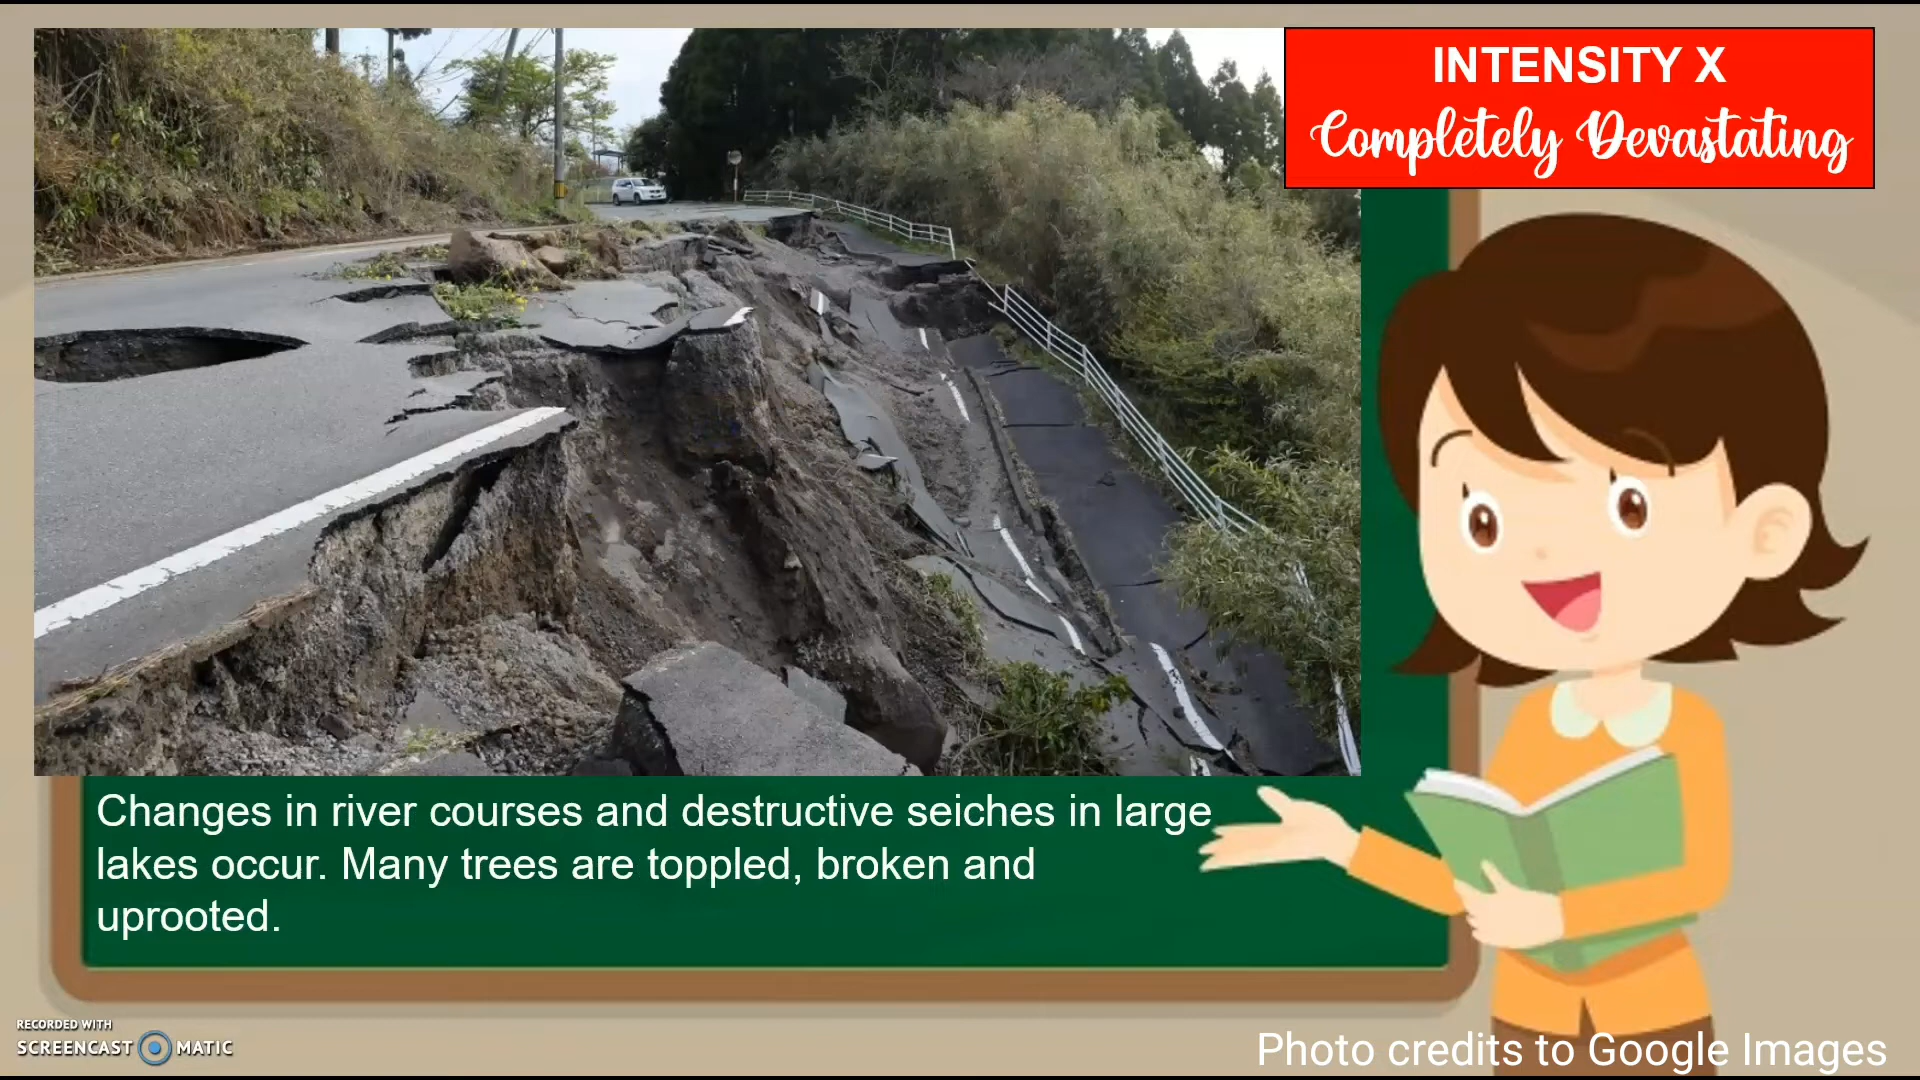 INTENSITY X
Completely Devastating
Changes in river courses and destructive seiches in large
lakes occur. Many trees are toppled, broken and
uprooted.
RECORDED WITH
SCREENCAST MATIC
Photo credits to Google Images